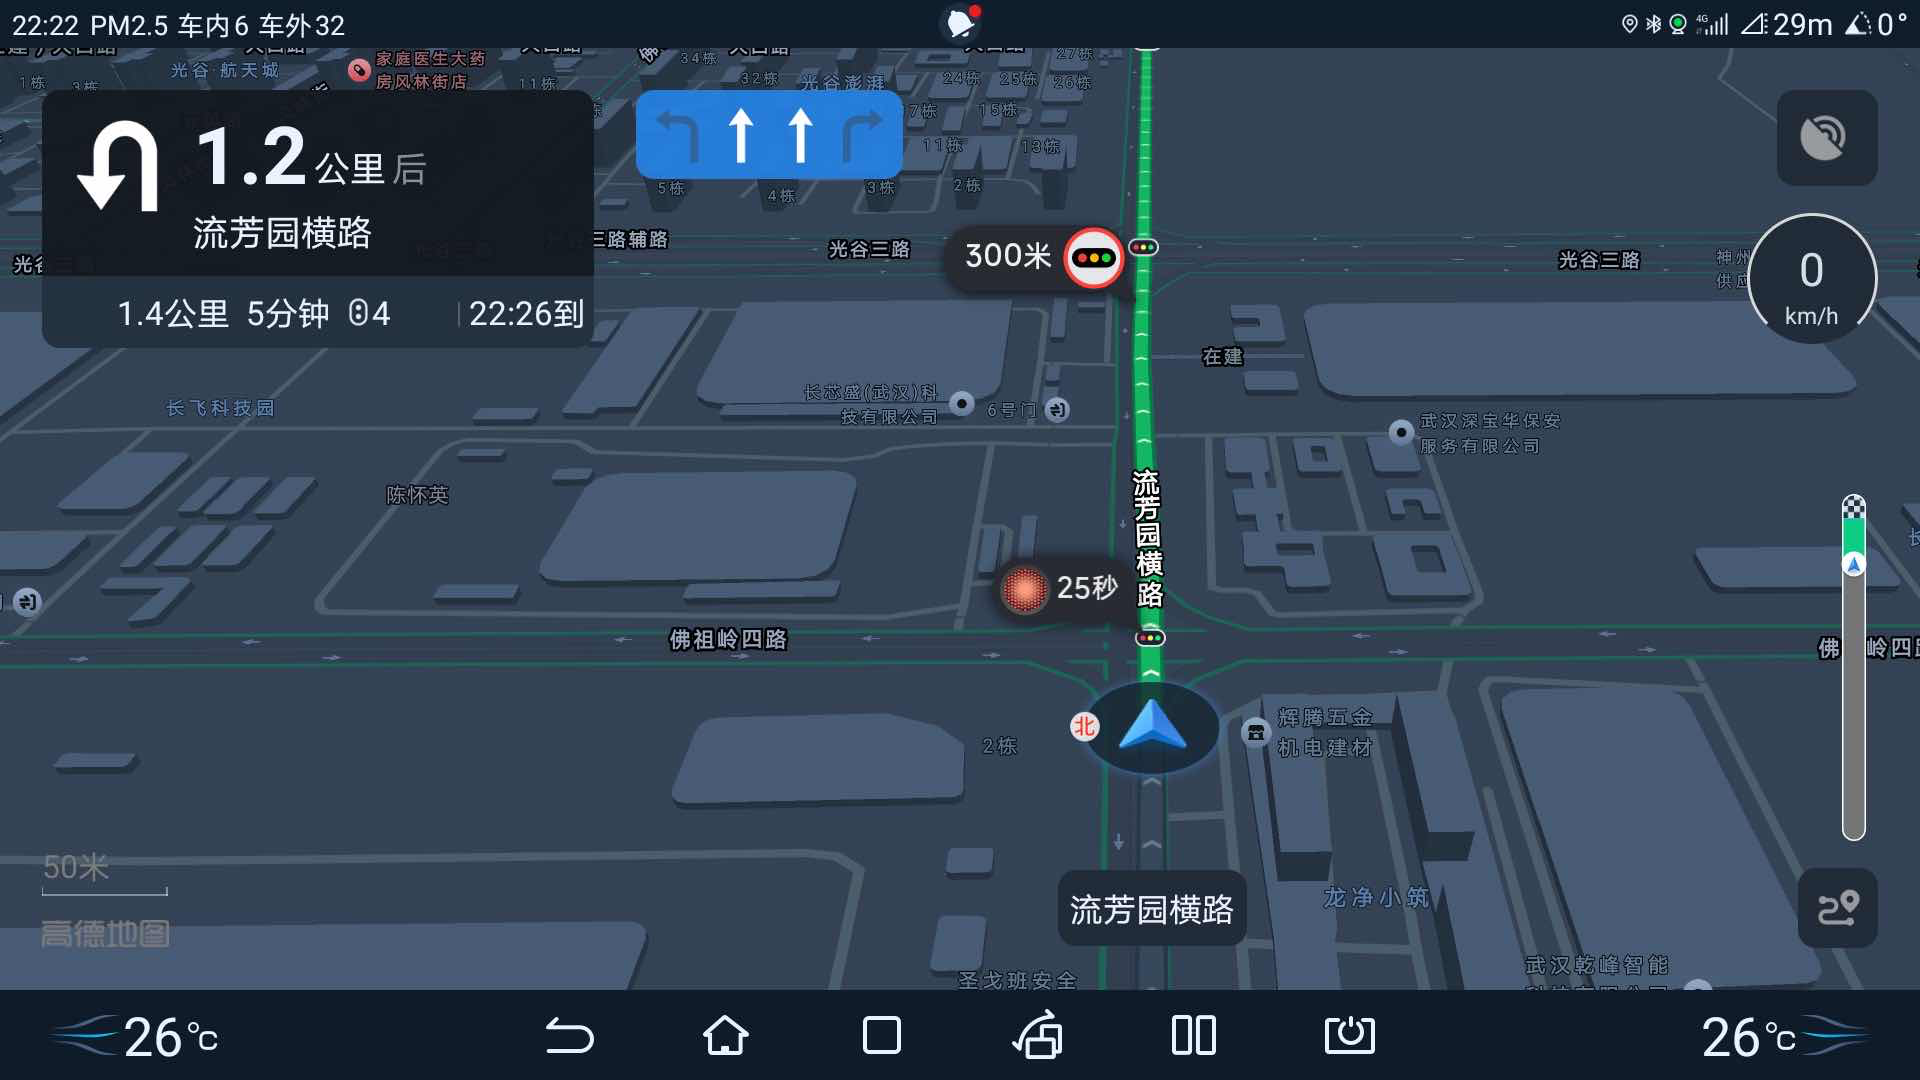 22:22 PM2.5 车内6 车外32
4G
29m
0°
光谷·航天城
家庭医生大药
房风林街店
1栋
3栋
11栋
34栋
32栋
光谷澎湃
24栋
25栋
26栋
27栋
15栋
11栋
13栋
5栋
4栋
3栋
2栋
1.2公里后
流芳园横路
1.4公里 5分钟 4
22:26到
三路辅路
光谷三路
光谷三路
300米
0
km/h
在建
长飞科技园
长芯盛(武汉)科
技有限公司
6号门
武汉深宝华保安
服务有限公司
陈怀英
流芳园横路
25秒
佛祖岭四路
北
2栋
辉腾五金
机电建材
50米
高德地图
流芳园横路
龙净小筑
圣戈班安全
武汉乾峰智能
26°C
26°C